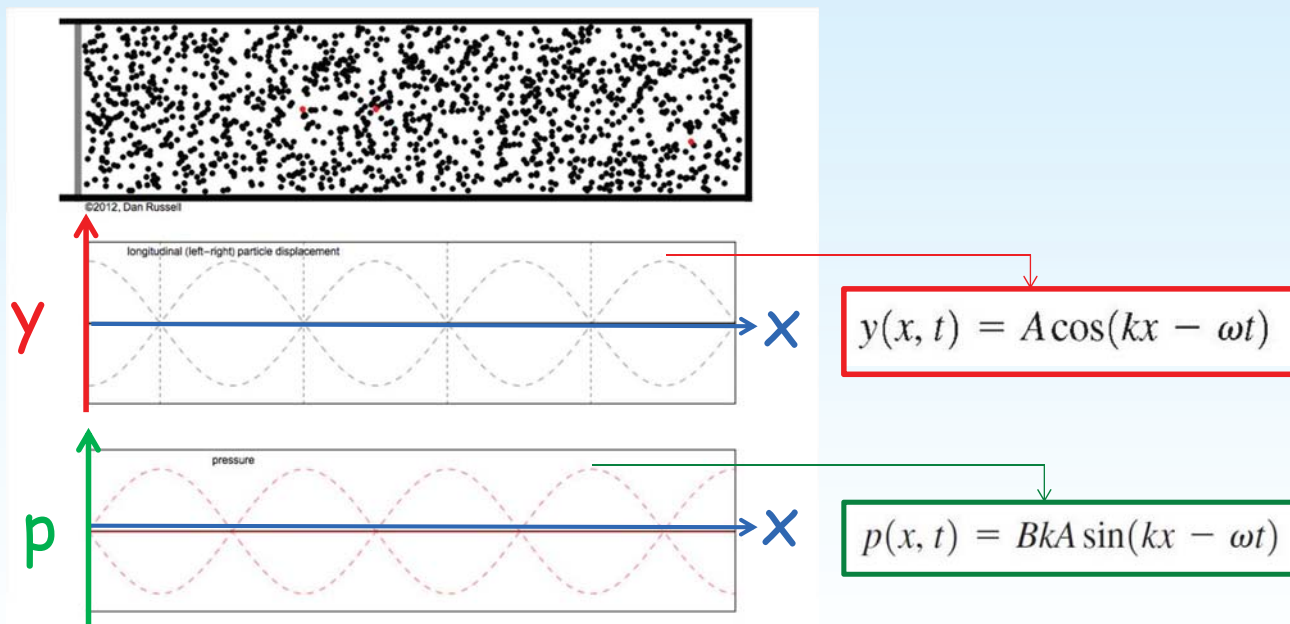 ©2012, Dan Russell
longitudinal (left-right) particle displacement
y
x
y(x, t) = A cos(kx − ωt)
pressure
p
x
p(x, t) = BkA sin(kx − ωt)